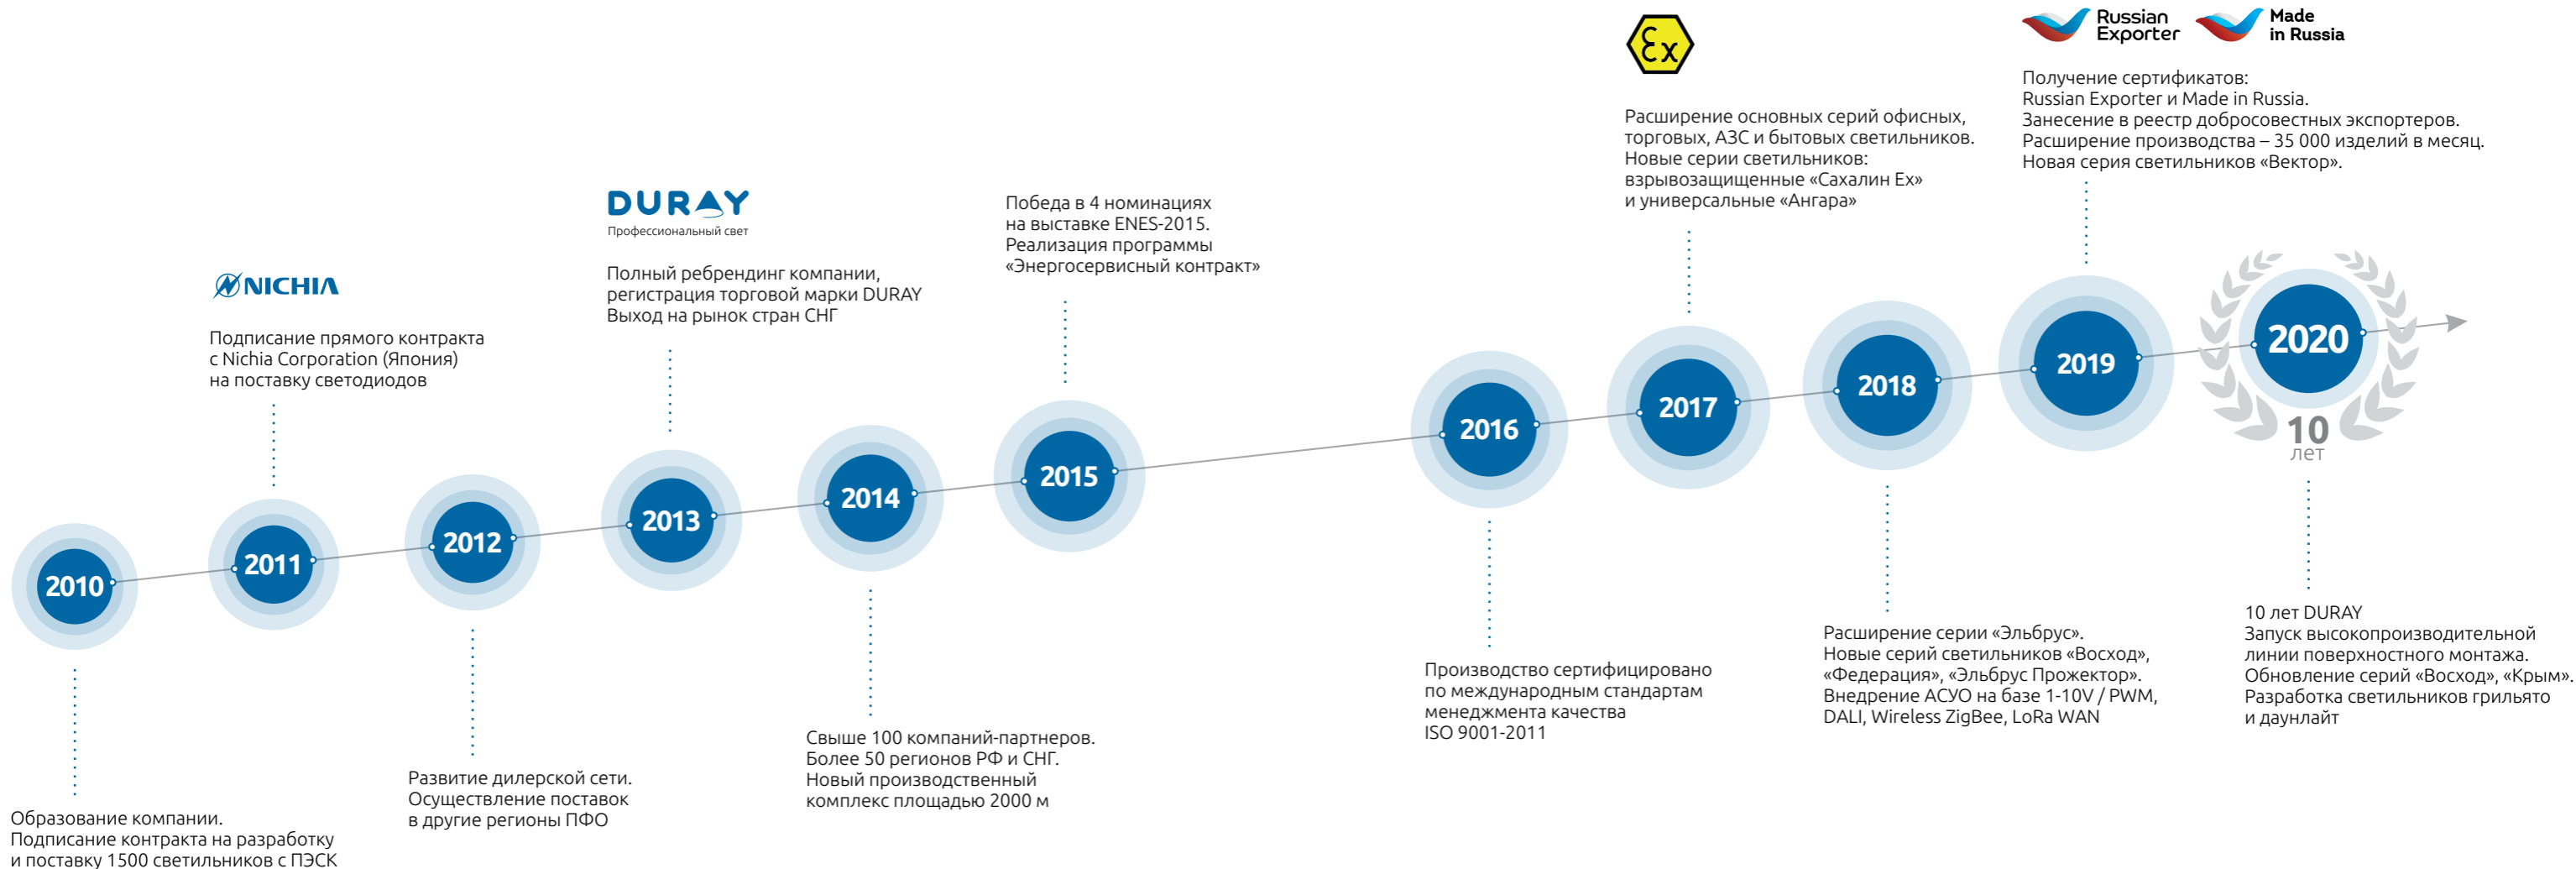 2010
Образование компании.
Подписание контракта на разработку
и поставку 1500 светильников с ПЭСК
NICHIA
Подписание прямого контракта
с Nichia Corporation (Япония)
на поставку светодиодов
2011
2012
Развитие дилерской сети.
Осуществление поставок
в другие регионы ПФО
DURAY
Профессиональный свет
Полный ребрендинг компании,
регистрация торговой марки DURAY
Выход на рынок стран СНГ
2013
2014
Свыше 100 компаний-партнеров.
Более 50 регионов РФ и СНГ.
Новый производственный
комплекс площадью 2000 м
Победа в 4 номинациях
на выставке ENES-2015.
Реализация программы
«Энергосервисный контракт»
2015
2016
Производство сертифицировано
по международным стандартам
менеджмента качества
ISO 9001-2011
Ex
Расширение основных серий офисных,
торговых, АЗС и бытовых светильников.
Новые серии светильников:
взрывозащищенные «Сахалин Ex»
и универсальные «Ангара»
2017
2018
Расширение серии «Эльбрус».
Новые серий светильников «Восход»,
«Федерация», «Эльбрус Прожектор».
Внедрение АСУО на базе 1-10V / PWM,
DALI, Wireless ZigBee, LoRa WAN
Russian
Exporter
Made
in Russia
Получение сертификатов:
Russian Exporter и Made in Russia.
Занесение в реестр добросовестных экспортеров.
Расширение производства – 35 000 изделий в месяц.
Новая серия светильников «Вектор».
2019
2020
10
лет
10 лет DURAY
Запуск высокопроизводительной
линии поверхностного монтажа.
Обновление серий «Восход», «Крым».
Разработка светильников грильято
и даунлайт